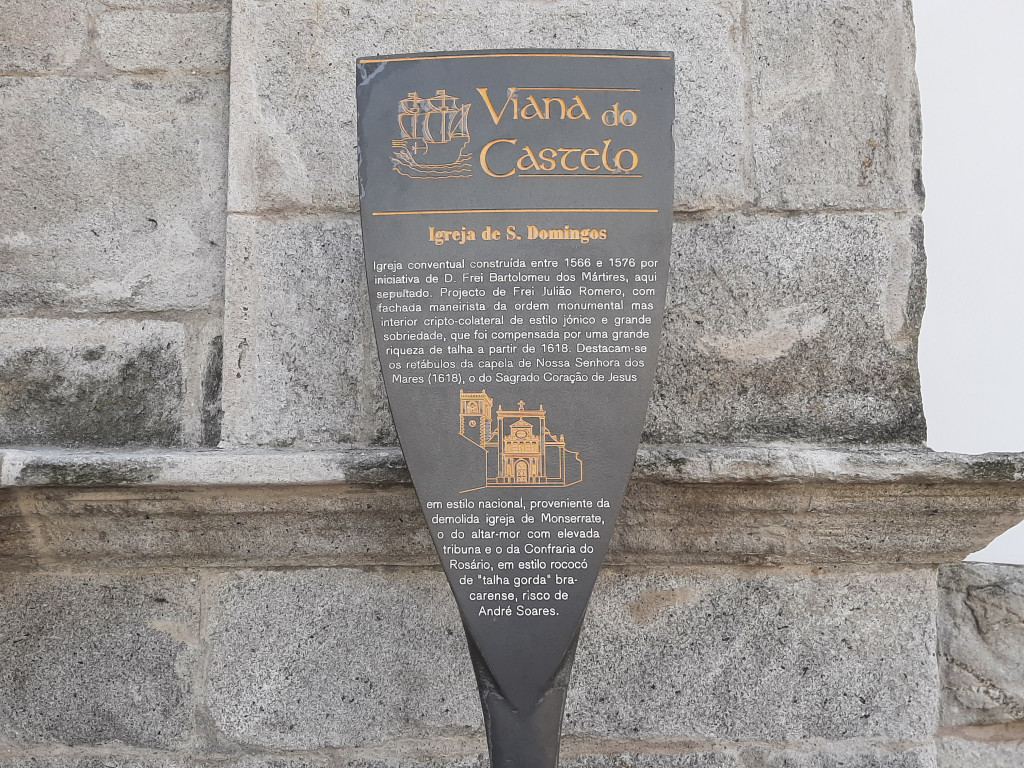 Viana do
Castelo
Igreja de S. Domingos
Igreja conventual construída entre 1566 e 1576 por
iniciativa de D. Frei Bartolomeu dos Mártires, aqui
sepultado. Projecto de Frei Julião Romero, com
fachada maneirista da ordem monumental mas
interior cripto-colateral de estilo jónico e grande
sobriedade, que foi compensada por uma grande
riqueza de talha a partir de 1618. Destacam-se
os retábulos da capela de Nossa Senhora dos
Mares (1618), o do Sagrado Coração de Jesus
em estilo nacional, proveniente da
demolida igreja de Monserrate,
o do altar-mor com elevada
tribuna e o da Confraria do
Rosário, em estilo rococó
de "talha gorda" bra-
carense, risco de
André Soares.